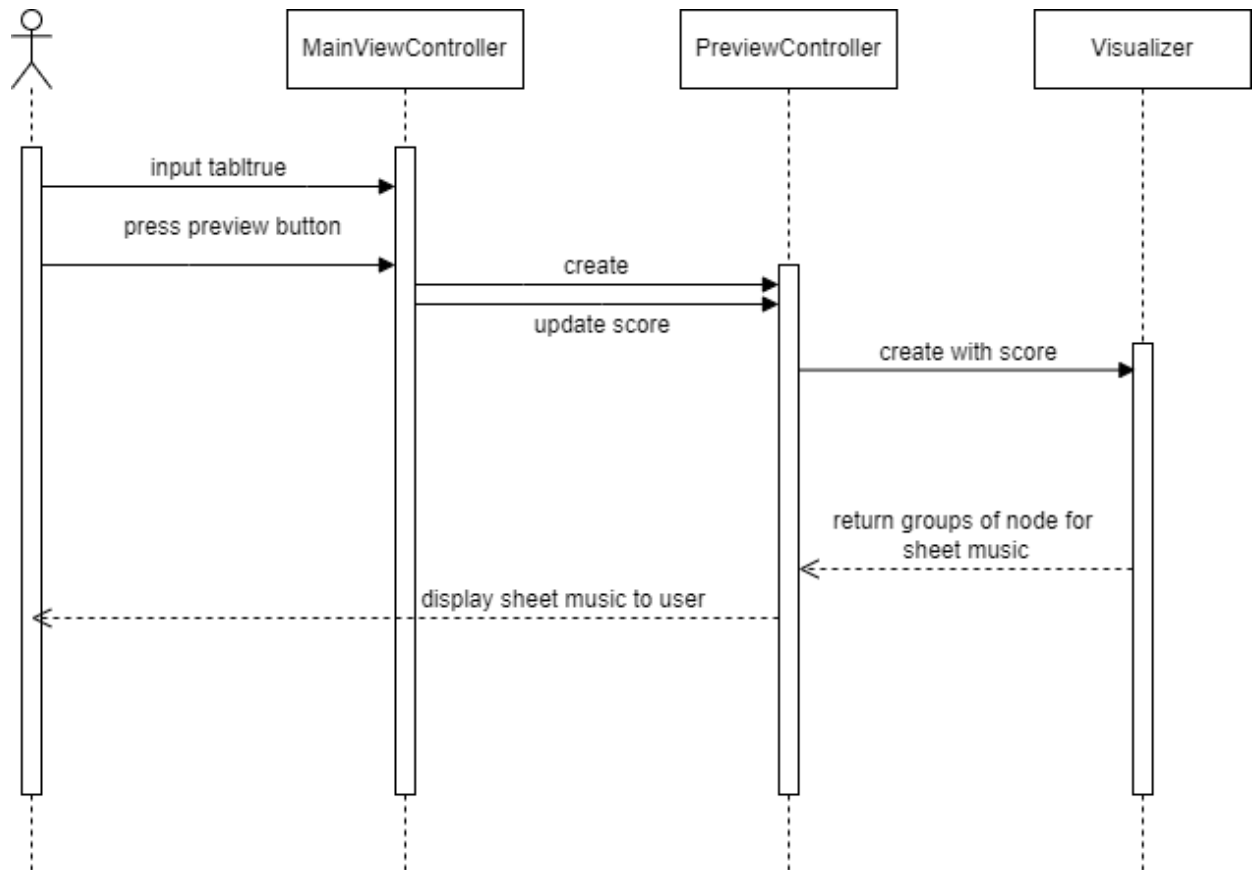 MainViewController
PreviewController
Visualizer
input tabltrue
press preview button
create
update score
create with score
return groups of node for
sheet music
display sheet music to user